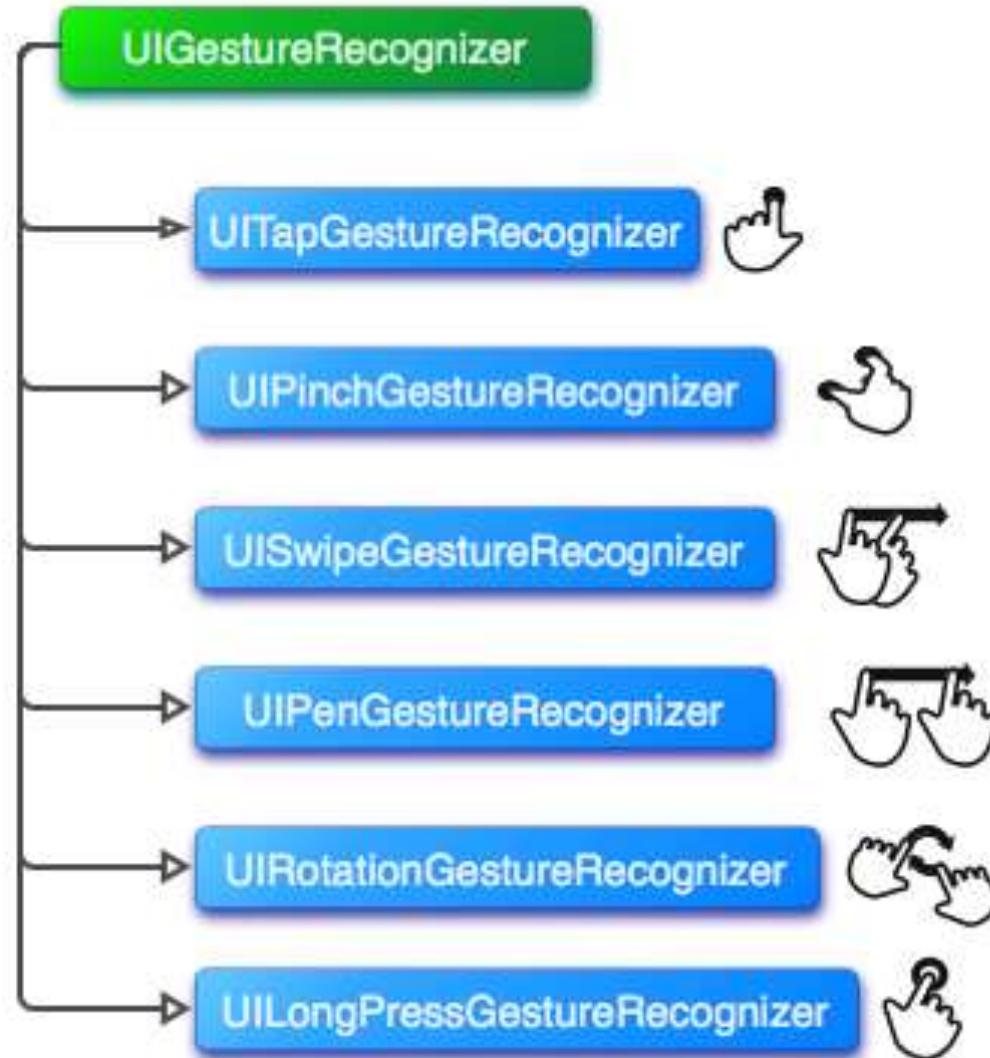 UIGestureRecognizer
UITapGestureRecognizer
UIPinchGestureRecognizer
UISwipeGestureRecognizer
UIPenGestureRecognizer
UIRotationGestureRecognizer
UILongPressGestureRecognizer